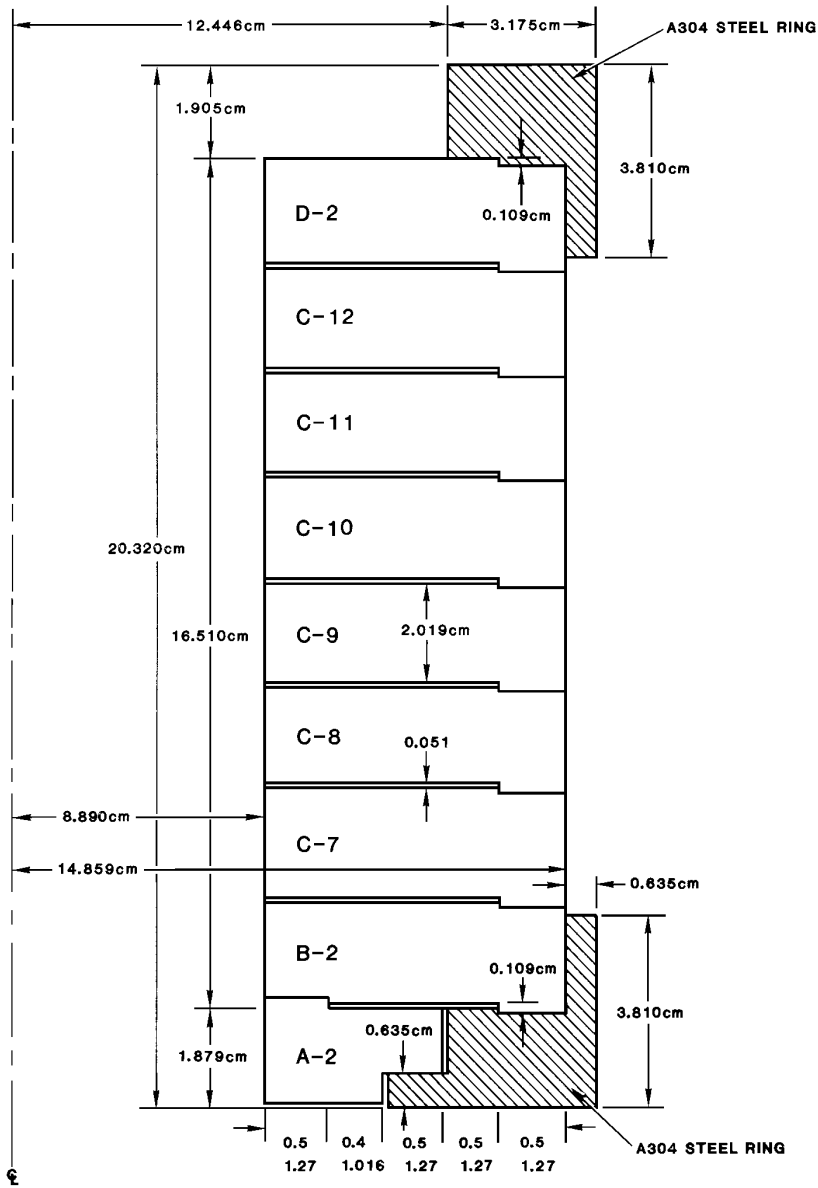 12.446cm
3.175cm
A304 STEEL RING
1.905cm
3.810cm
0.109cm
D-2
C-12
C-11
C-10
20.320cm
16.510cm
C-9
2.019cm
C-8
0.051
8.890cm
C-7
14.859cm
0.635cm
B-2
0.109cm
3.810cm
0.635cm
1.879cm
A-2
0.5 0.4 0.5 0.5 0.5
1.27 1.016 1.27 1.27 1.27
A304 STEEL RING
℄